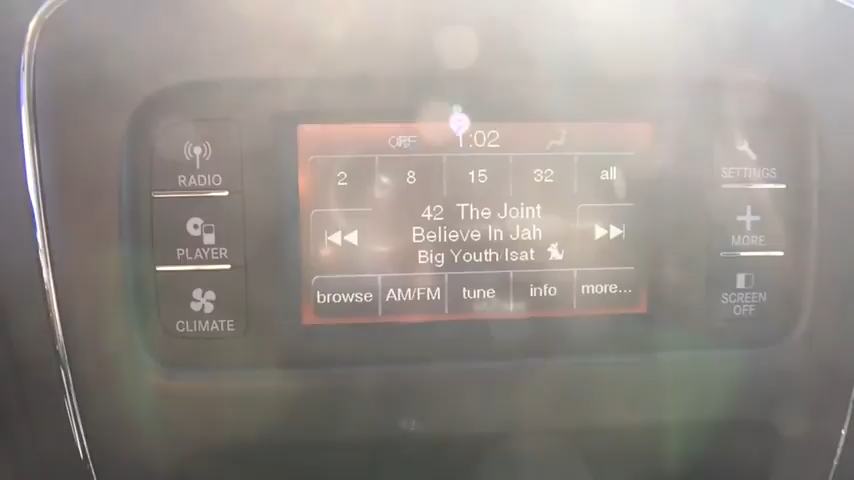 OFF 1:02
2 8 15 32 all
42 The Joint
Believe In Jah
Big Youth/Isat
browse AM/FM tune info more...
RADIO
PLAYER
CLIMATE
SETTINGS
MORE
SCREEN
OFF